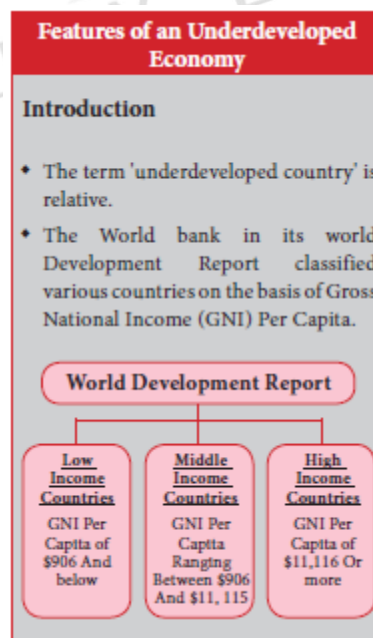 Features of an Underdeveloped
Economy
Introduction
◆ The term 'underdeveloped country' is
relative.
◆ The World bank in its world
Development Report classified
various countries on the basis of Gross
National Income (GNI) Per Capita.
World Development Report
Low
Income
Countries
GNI Per
Capita of
$906 And
below
Middle
Income
Countries
GNI Per
Capita
Ranging
Between $906
And $11, 115
High
Income
Countries
GNI Per
Capita of
$11,116 Or
more